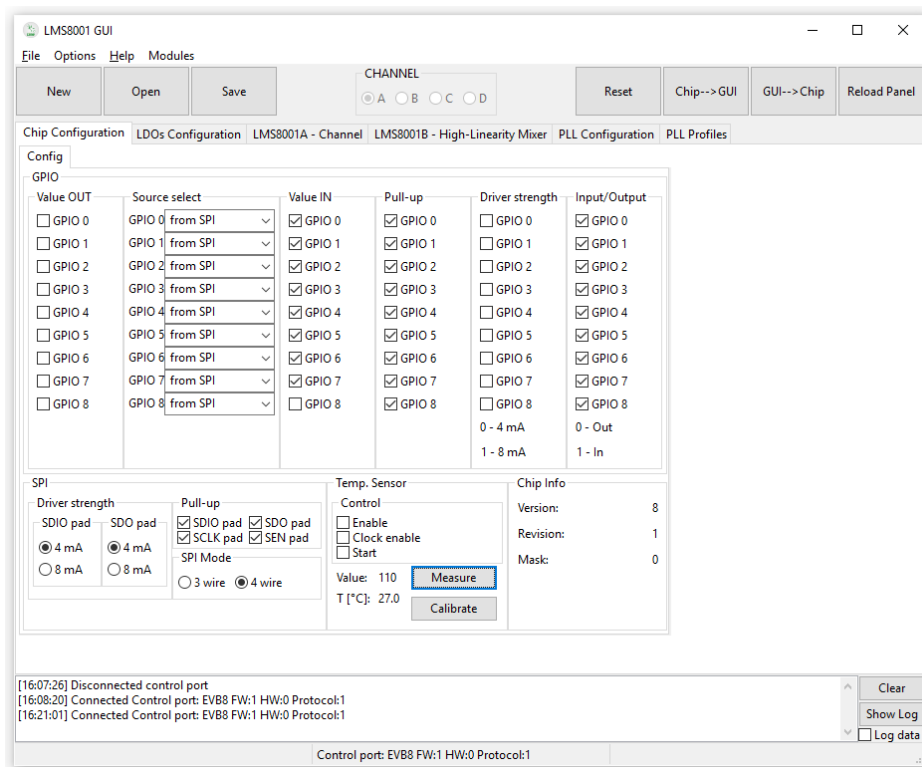 LMS8001 GUI
File Options Help Modules
New Open Save CHANNEL A B C D Reset Chip-->GUI GUI-->Chip Reload Panel
Chip Configuration LDOs Configuration LMS8001A - Channel LMS8001B - High-Linearity Mixer PLL Configuration PLL Profiles
Config
GPIO
Value OUT Source select Value IN Pull-up Driver strength Input/Output
GPIO 0 GPIO 0 from SPI GPIO 0 GPIO 0 GPIO 0 GPIO 0
GPIO 1 GPIO 1 from SPI GPIO 1 GPIO 1 GPIO 1 GPIO 1
GPIO 2 GPIO 2 from SPI GPIO 2 GPIO 2 GPIO 2 GPIO 2
GPIO 3 GPIO 3 from SPI GPIO 3 GPIO 3 GPIO 3 GPIO 3
GPIO 4 GPIO 4 from SPI GPIO 4 GPIO 4 GPIO 4 GPIO 4
GPIO 5 GPIO 5 from SPI GPIO 5 GPIO 5 GPIO 5 GPIO 5
GPIO 6 GPIO 6 from SPI GPIO 6 GPIO 6 GPIO 6 GPIO 6
GPIO 7 GPIO 7 from SPI GPIO 7 GPIO 7 GPIO 7 GPIO 7
GPIO 8 GPIO 8 from SPI GPIO 8 GPIO 8 GPIO 8 GPIO 8
0 - 4 mA 0 - Out
1 - 8 mA 1 - In
SPI
Driver strength
SDIO pad SDO pad
4 mA 4 mA
8 mA 8 mA
Pull-up
SDIO pad SDO pad
SCLK pad SEN pad
SPI Mode
3 wire 4 wire
Temp. Sensor
Control
Enable
Clock enable
Start
Value: 110 Measure
T [°C]: 27.0
Calibrate
Chip Info
Version: 8
Revision: 1
Mask: 0
[16:07:26] Disconnected control port
[16:08:20] Connected Control port: EVB8 FW:1 HW:0 Protocol:1
[16:21:01] Connected Control port: EVB8 FW:1 HW:0 Protocol:1
Clear
Show Log
Log data
Control port: EVB8 FW:1 HW:0 Protocol:1